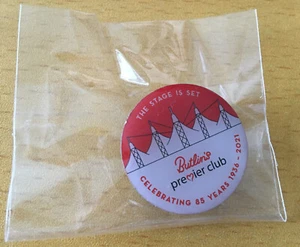 THE STAGE IS SET
Butlin's
premier club
CELEBRATING 85 YEARS 1936 - 2021